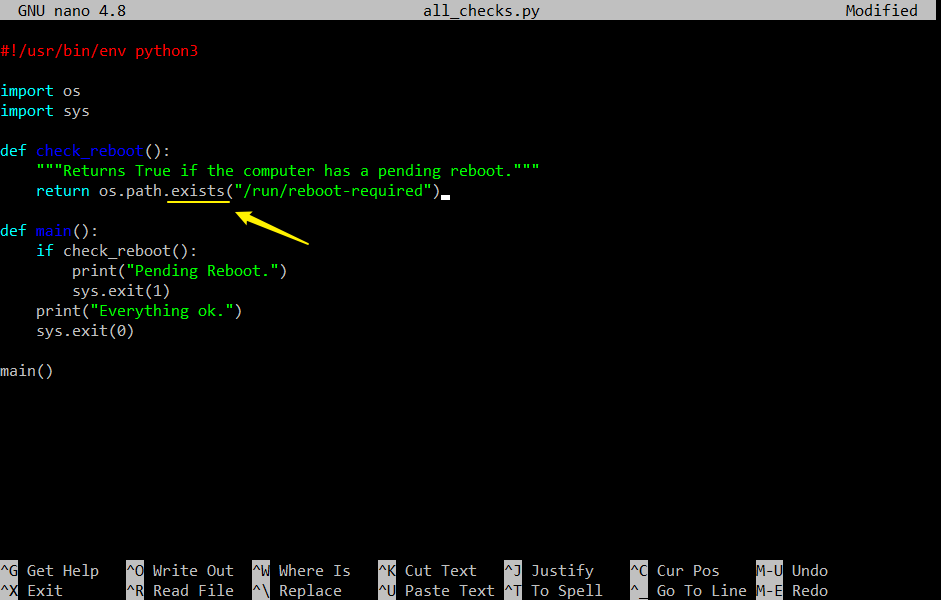 GNU nano 4.8 all_checks.py Modified
#!/usr/bin/env python3
import os
import sys
def check_reboot():
    """Returns True if the computer has a pending reboot."""
    return os.path.exists("/run/reboot-required")
def main():
    if check_reboot():
        print("Pending Reboot.")
        sys.exit(1)
    print("Everything ok.")
    sys.exit(0)
main()
^G Get Help ^O Write Out ^W Where Is ^K Cut Text ^J Justify ^C Cur Pos M-U Undo
^X Exit ^R Read File ^\ Replace ^U Paste Text ^T To Spell ^_ Go To Line M-E Redo